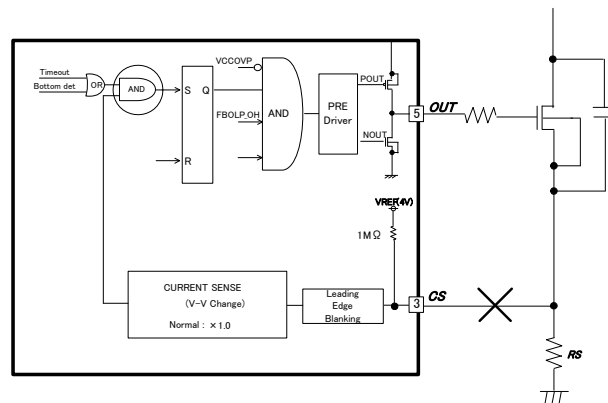 Timeout
Bottom det
OR
AND
S Q
R
VCCOVP
FBOLP_OH
AND
PRE
Driver
POUT
NOUT
5
OUT
VREF(4V)
1MΩ
CURRENT SENSE
(V-V Change)
Normal : ×1.0
Leading
Edge
Blanking
3
CS
RS